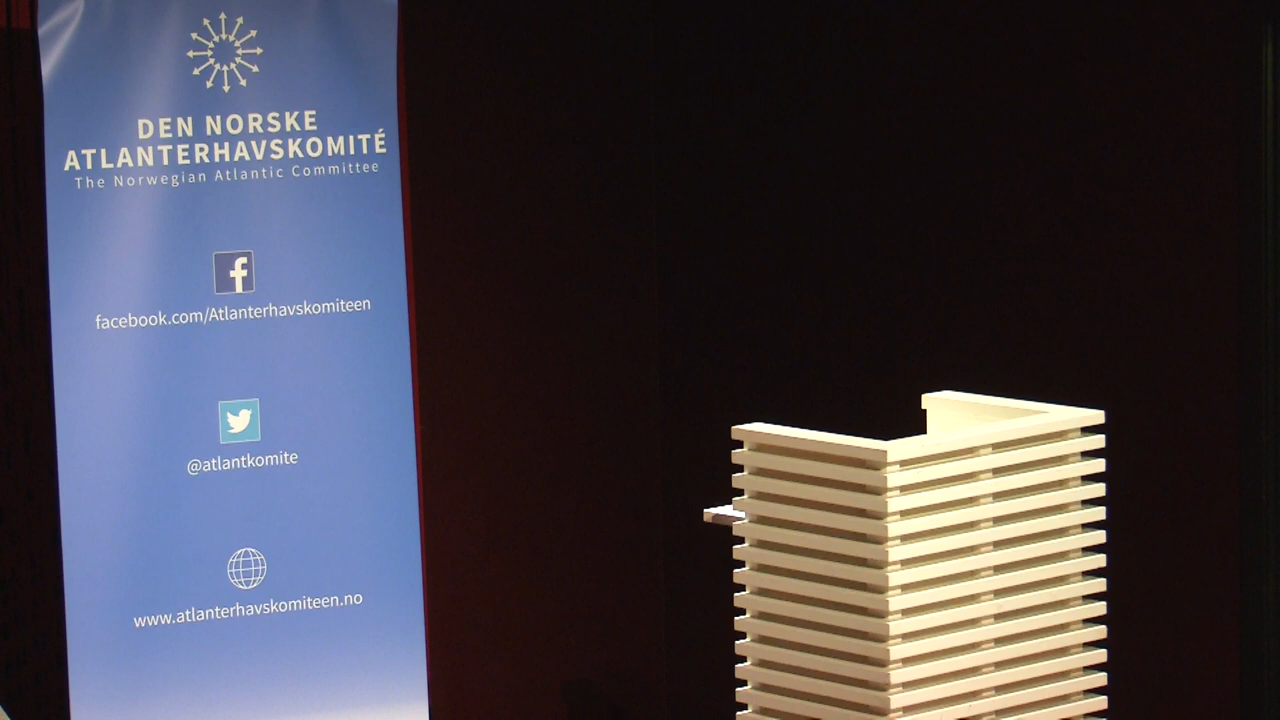 DEN NORSKE
ATLANTERHAVSKOMITÉ
The Norwegian Atlantic Committee
facebook.com/Atlanterhavskomiteen
@atlantkomite
www.atlanterhavskomiteen.no